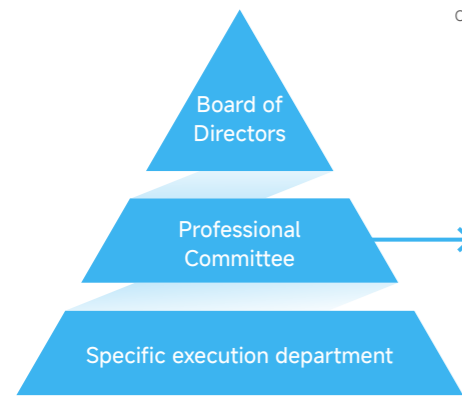 Board of
Directors
Professional
Committee
Specific execution department